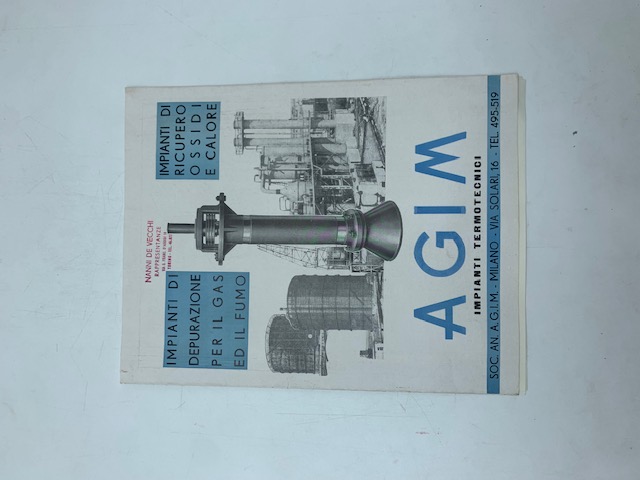 IMPIANTI DI
DEPURAZIONE
PER IL GAS
ED IL FUMO
IMPIANTI DI
RICUPERO
OSSIDI
E CALORE
NANNI DE VECCHI
RAPPRESENTANZE
AGIM
IMPIANTI TERMOTECNICI
SOC. AN. A.G.I.M. - MILANO - VIA SOLARI, 16 - TEL. 495-519